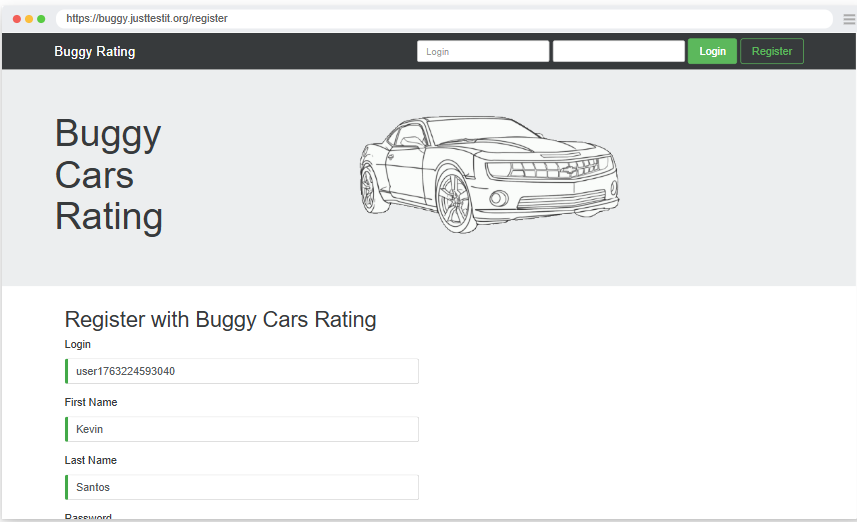 https://buggy.justtestit.org/register
Buggy Rating
Login
Login
Register
Buggy
Cars
Rating
Register with Buggy Cars Rating
Login
user1763224593040
First Name
Kevin
Last Name
Santos
Password